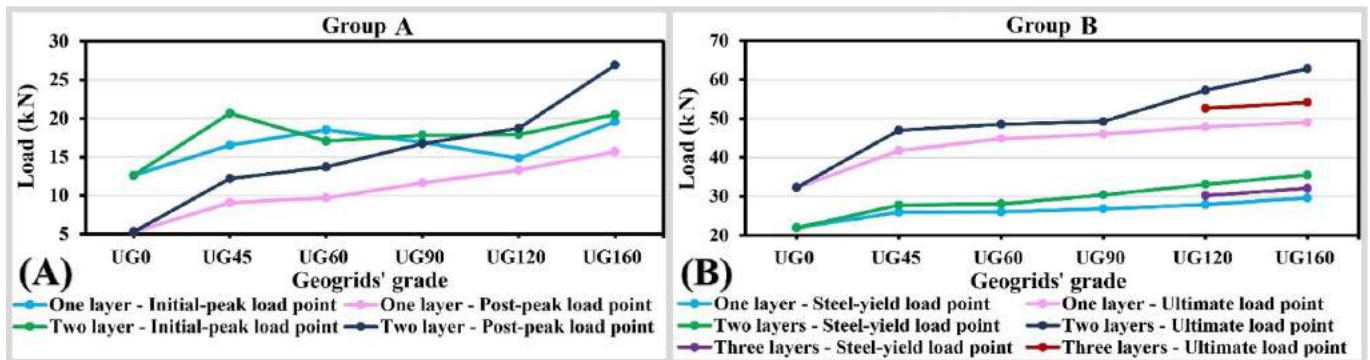 Group A
30
25
20
15
10
5
Load (kN)
UG0 UG45 UG60 UG90 UG120 UG160
Geogrids' grade
(A)
One layer - Initial-peak load point
One layer - Post-peak load point
Two layer - Initial-peak load point
Two layer - Post-peak load point
Group B
70
60
50
40
30
20
Load (kN)
UG0 UG45 UG60 UG90 UG120 UG160
Geogrids' grade
(B)
One layer - Steel-yield load point
One layer - Ultimate load point
Two layers - Steel-yield load point
Two layers - Ultimate load point
Three layers - Steel-yield load point
Three layers - Ultimate load point